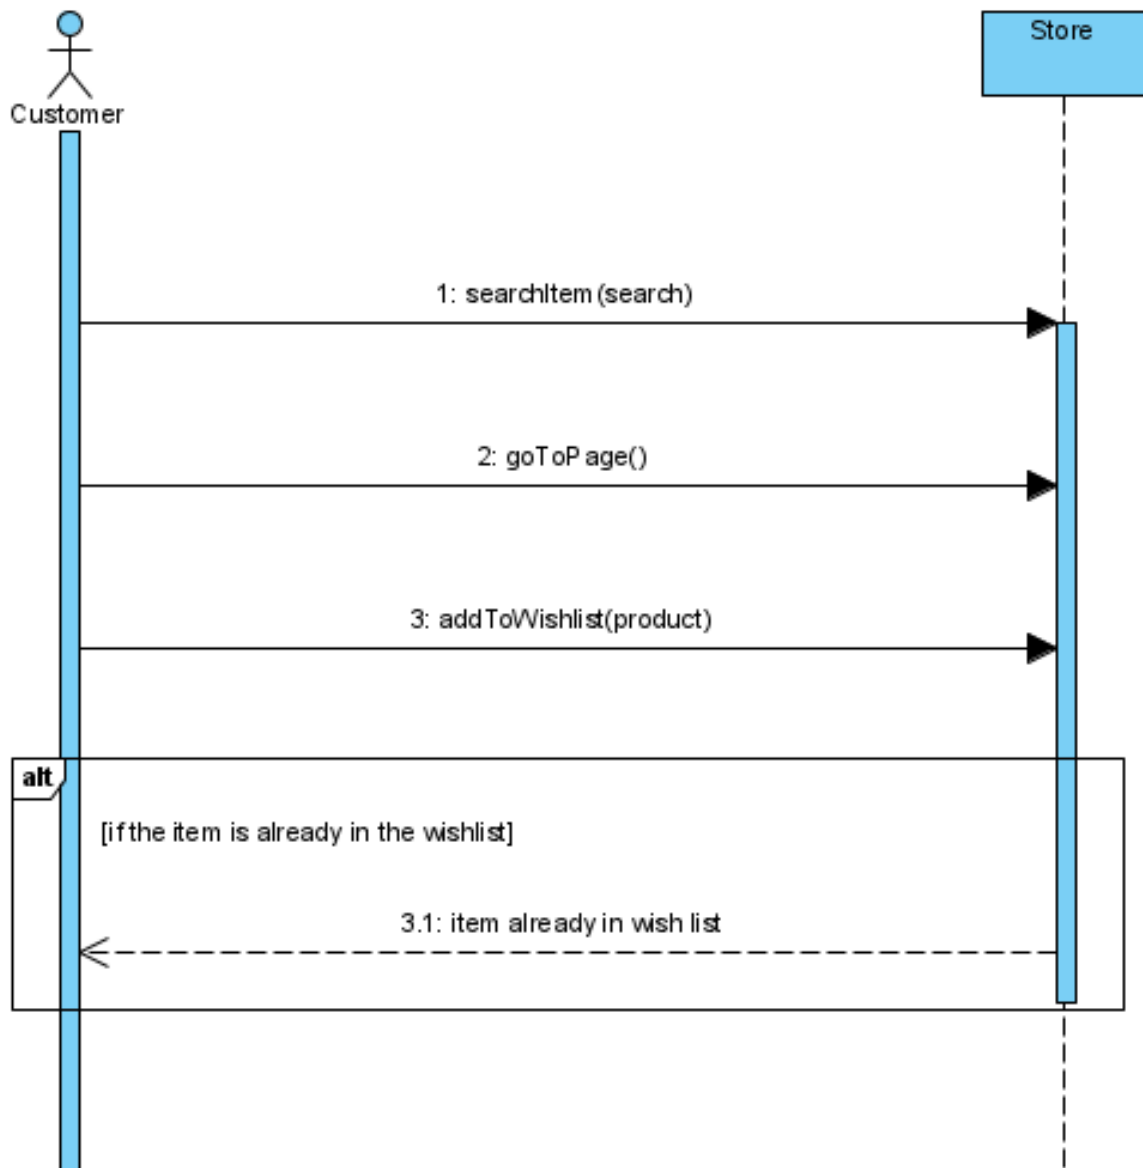 Store
Customer
1: searchItem(search)
2: goToPage()
3: addToWishlist(product)
alt
[if the item is already in the wishlist]
3.1: item already in wish list